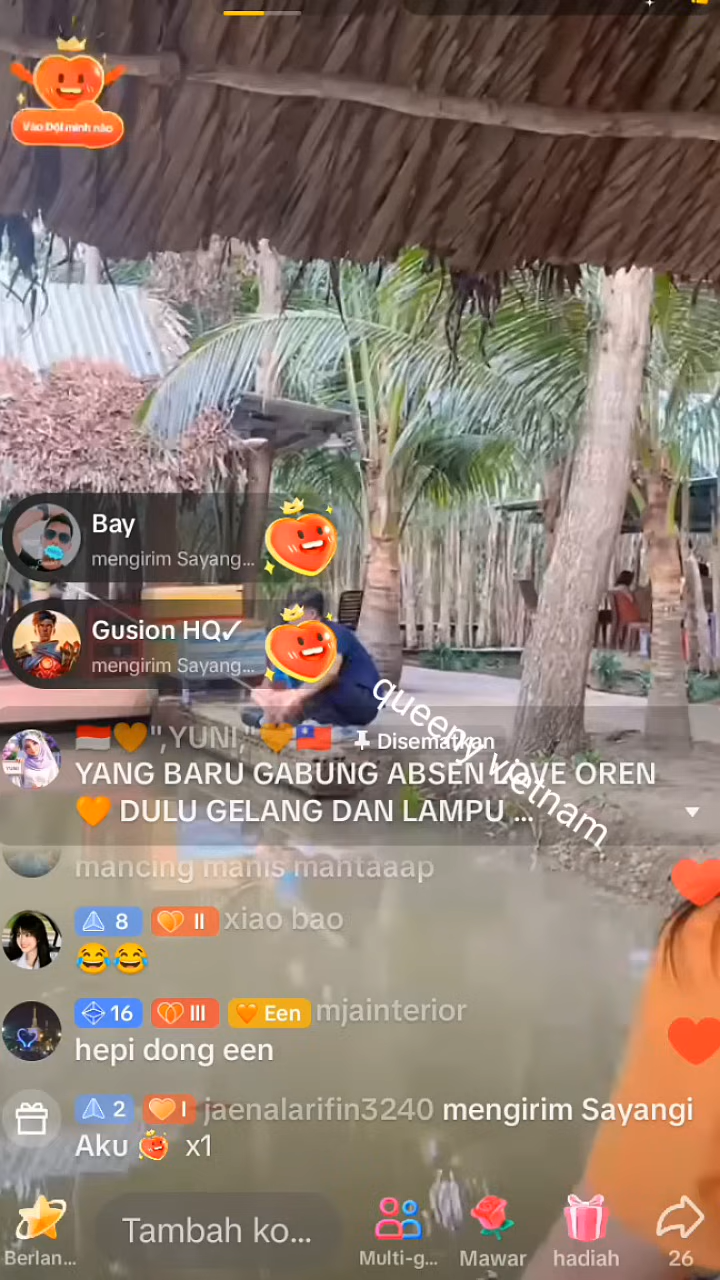 Vào Đội mình nào
Bay
mengirim Sayang...
Gusion HQ✓
mengirim Sayang...
🇮🇩🧡",YUNI,"🧡🇹🇼 Disematkan
YANG BARU GABUNG ABSEN LOVE OREN
🧡 DULU GELANG DAN LAMPU ...
queeny vietnam
mancing manis mantaaap
8 II xiao bao
😂😂
16 III 🧡 Een mjainterior
hepi dong een
2 I jaenalarifin3240 mengirim Sayangi
Aku x1
Berlan...
Tambah ko...
Multi-g...
Mawar
hadiah
26